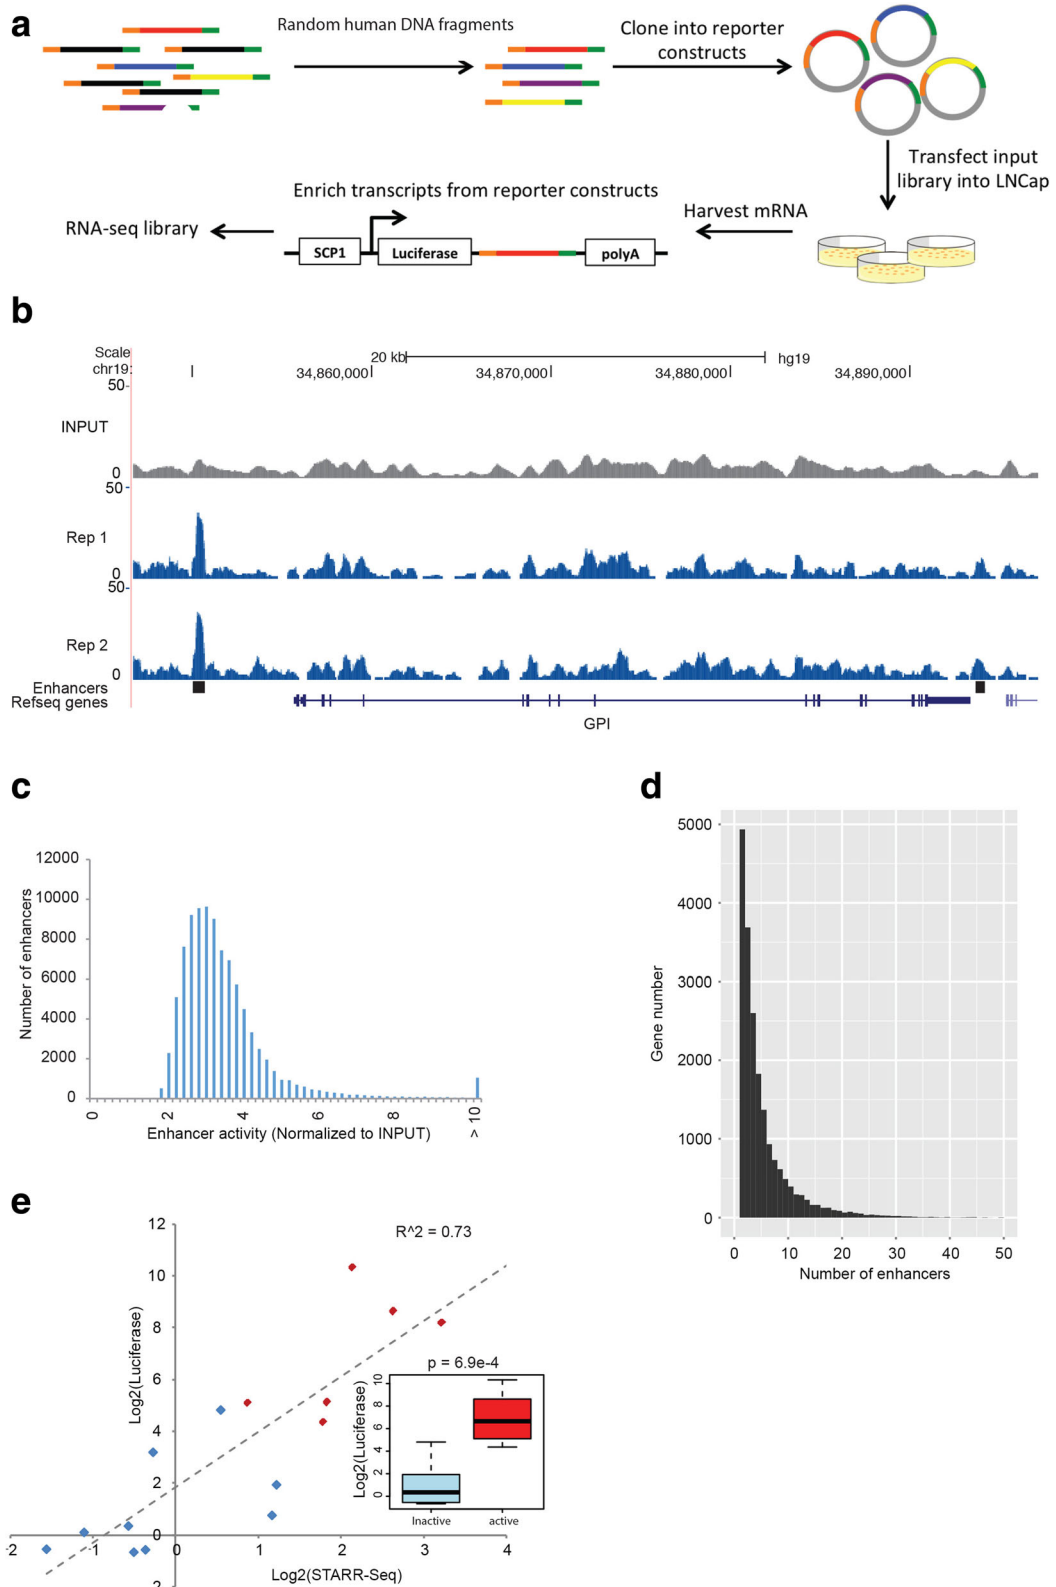 a
Random human DNA fragments
Clone into reporter
constructs
Transfect input
library into LNCap
Harvest mRNA
Enrich transcripts from reporter constructs
SCP1
Luciferase
polyA
RNA-seq library
b
Scale
20 kb
hg19
chr19:
34,860,000
34,870,000
34,880,000
34,890,000
50
INPUT
0
50
Rep 1
0
50
Rep 2
0
Enhancers
Refseq genes
GPI
c
12000
10000
8000
6000
4000
2000
0
Number of enhancers
0
2
4
6
8
> 10
Enhancer activity (Normalized to INPUT)
d
5000
4000
3000
2000
1000
0
Gene number
0
10
20
30
40
50
Number of enhancers
e
R^2 = 0.73
12
10
8
6
4
2
0
-2
Log2(Luciferase)
-2
-1
0
1
2
3
4
Log2(STARR-Seq)
p = 6.9e-4
Log2(Luciferase)
10
8
6
4
2
0
Inactive
active